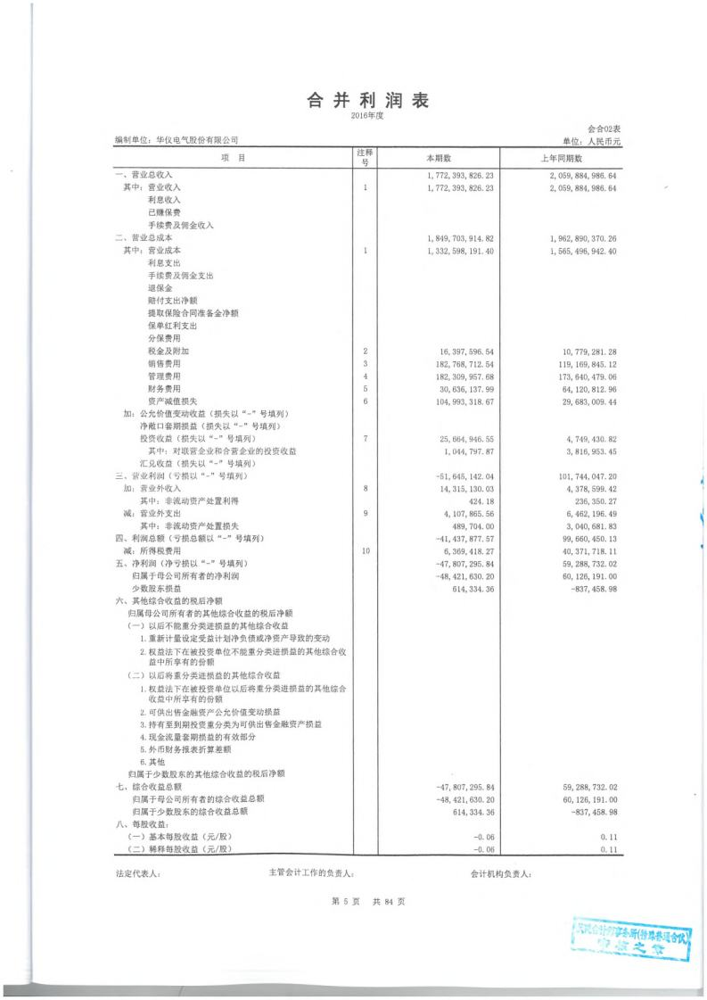 合并利润表
2016年度
会合02表
编制单位：华仪电气股份有限公司 单位：人民币元
项 目 注释号 本期数 上年同期数
一、营业总收入 1,772,393,826.23 2,059,884,986.64
其中：营业收入 1 1,772,393,826.23 2,059,884,986.64
利息收入
已赚保费
手续费及佣金收入
二、营业总成本 1,849,703,914.82 1,962,890,370.26
其中：营业成本 1 1,332,598,191.40 1,565,496,942.40
利息支出
手续费及佣金支出
退保金
赔付支出净额
提取保险合同准备金净额
保单红利支出
分保费用
税金及附加 2 16,397,596.54 10,779,281.28
销售费用 3 182,768,712.54 119,169,845.12
管理费用 4 182,309,957.68 173,640,479.06
财务费用 5 30,636,137.99 64,120,812.96
资产减值损失 6 104,993,318.67 29,683,009.44
加：公允价值变动收益（损失以“-”号填列）
净敞口套期损益（损失以“-”号填列）
投资收益（损失以“-”号填列） 7 25,664,946.55 4,749,430.82
其中：对联营企业和合营企业的投资收益 1,044,797.87 3,816,953.45
汇兑收益（损失以“-”号填列）
三、营业利润（亏损以“-”号填列） -51,645,142.04 101,744,047.20
加：营业外收入 8 14,315,130.03 4,378,599.42
其中：非流动资产处置利得 424.18 236,350.27
减：营业外支出 9 4,107,865.56 6,462,196.49
其中：非流动资产处置损失 489,704.00 3,040,681.83
四、利润总额（亏损总额以“-”号填列） -41,437,877.57 99,660,450.13
减：所得税费用 10 6,369,418.27 40,371,718.11
五、净利润（净亏损以“-”号填列） -47,807,295.84 59,288,732.02
归属于母公司所有者的净利润 -48,421,630.20 60,126,191.00
少数股东损益 614,334.36 -837,458.98
六、其他综合收益的税后净额
归属母公司所有者的其他综合收益的税后净额
（一）以后不能重分类进损益的其他综合收益
1.重新计量设定受益计划净负债或净资产导致的变动
2.权益法下在被投资单位不能重分类进损益的其他综合收
益中所享有的份额
（二）以后将重分类进损益的其他综合收益
1.权益法下在被投资单位以后将重分类进损益的其他综合
收益中所享有的份额
2.可供出售金融资产公允价值变动损益
3.持有至到期投资重分类为可供出售金融资产损益
4.现金流量套期损益的有效部分
5.外币财务报表折算差额
6.其他
归属于少数股东的其他综合收益的税后净额
七、综合收益总额 -47,807,295.84 59,288,732.02
归属于母公司所有者的综合收益总额 -48,421,630.20 60,126,191.00
归属于少数股东的综合收益总额 614,334.36 -837,458.98
八、每股收益：
（一）基本每股收益（元/股） -0.06 0.11
（二）稀释每股收益（元/股） -0.06 0.11
法定代表人： 主管会计工作的负责人： 会计机构负责人：
第 5 页 共 84 页
会计师事务所(特殊普通合伙)
审核之章